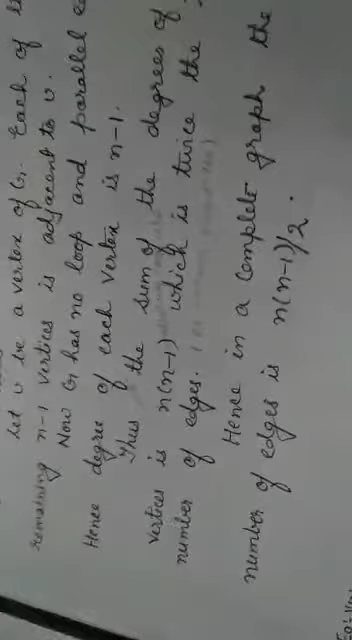 Let v be a vertex of G. Each of
remaining n-1 vertices is adjacent to v.
Now G has no loop and parallel
Hence degree of each vertex is n-1.
Thus the sum of the degrees of
vertices is n(n-1) which is twice the
number of edges.
Hence in a complete graph the
number of edges is n(n-1)/2.